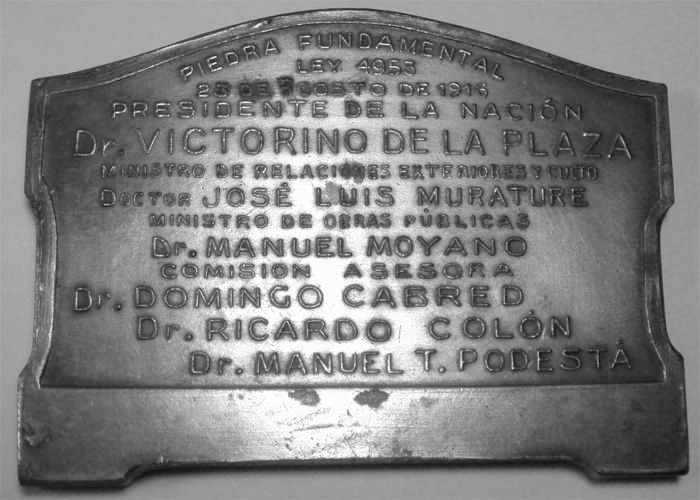 PIEDRA FUNDAMENTAL
LEY 4953
23 DE AGOSTO DE 1916
PRESIDENTE DE LA NACIÓN
Dr. VICTORINO DE LA PLAZA
MINISTRO DE RELACIONES EXTERIORES Y CULTO
DOCTOR JOSÉ LUIS MURATURE
MINISTRO DE OBRAS PÚBLICAS
Dr. MANUEL MOYANO
COMISION ASESORA
Dr. DOMINGO CABRED
Dr. RICARDO COLÓN
Dr. MANUEL T. PODESTÁ